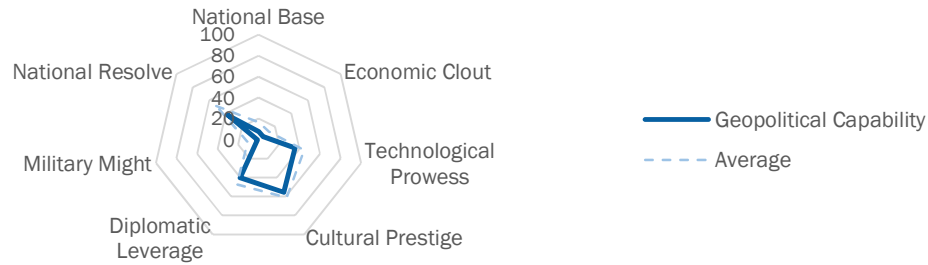 National Base
100
80
60
40
20
0
National Resolve
Economic Clout
Geopolitical Capability
Technological
Prowess
Average
Military Might
Diplomatic
Leverage
Cultural Prestige